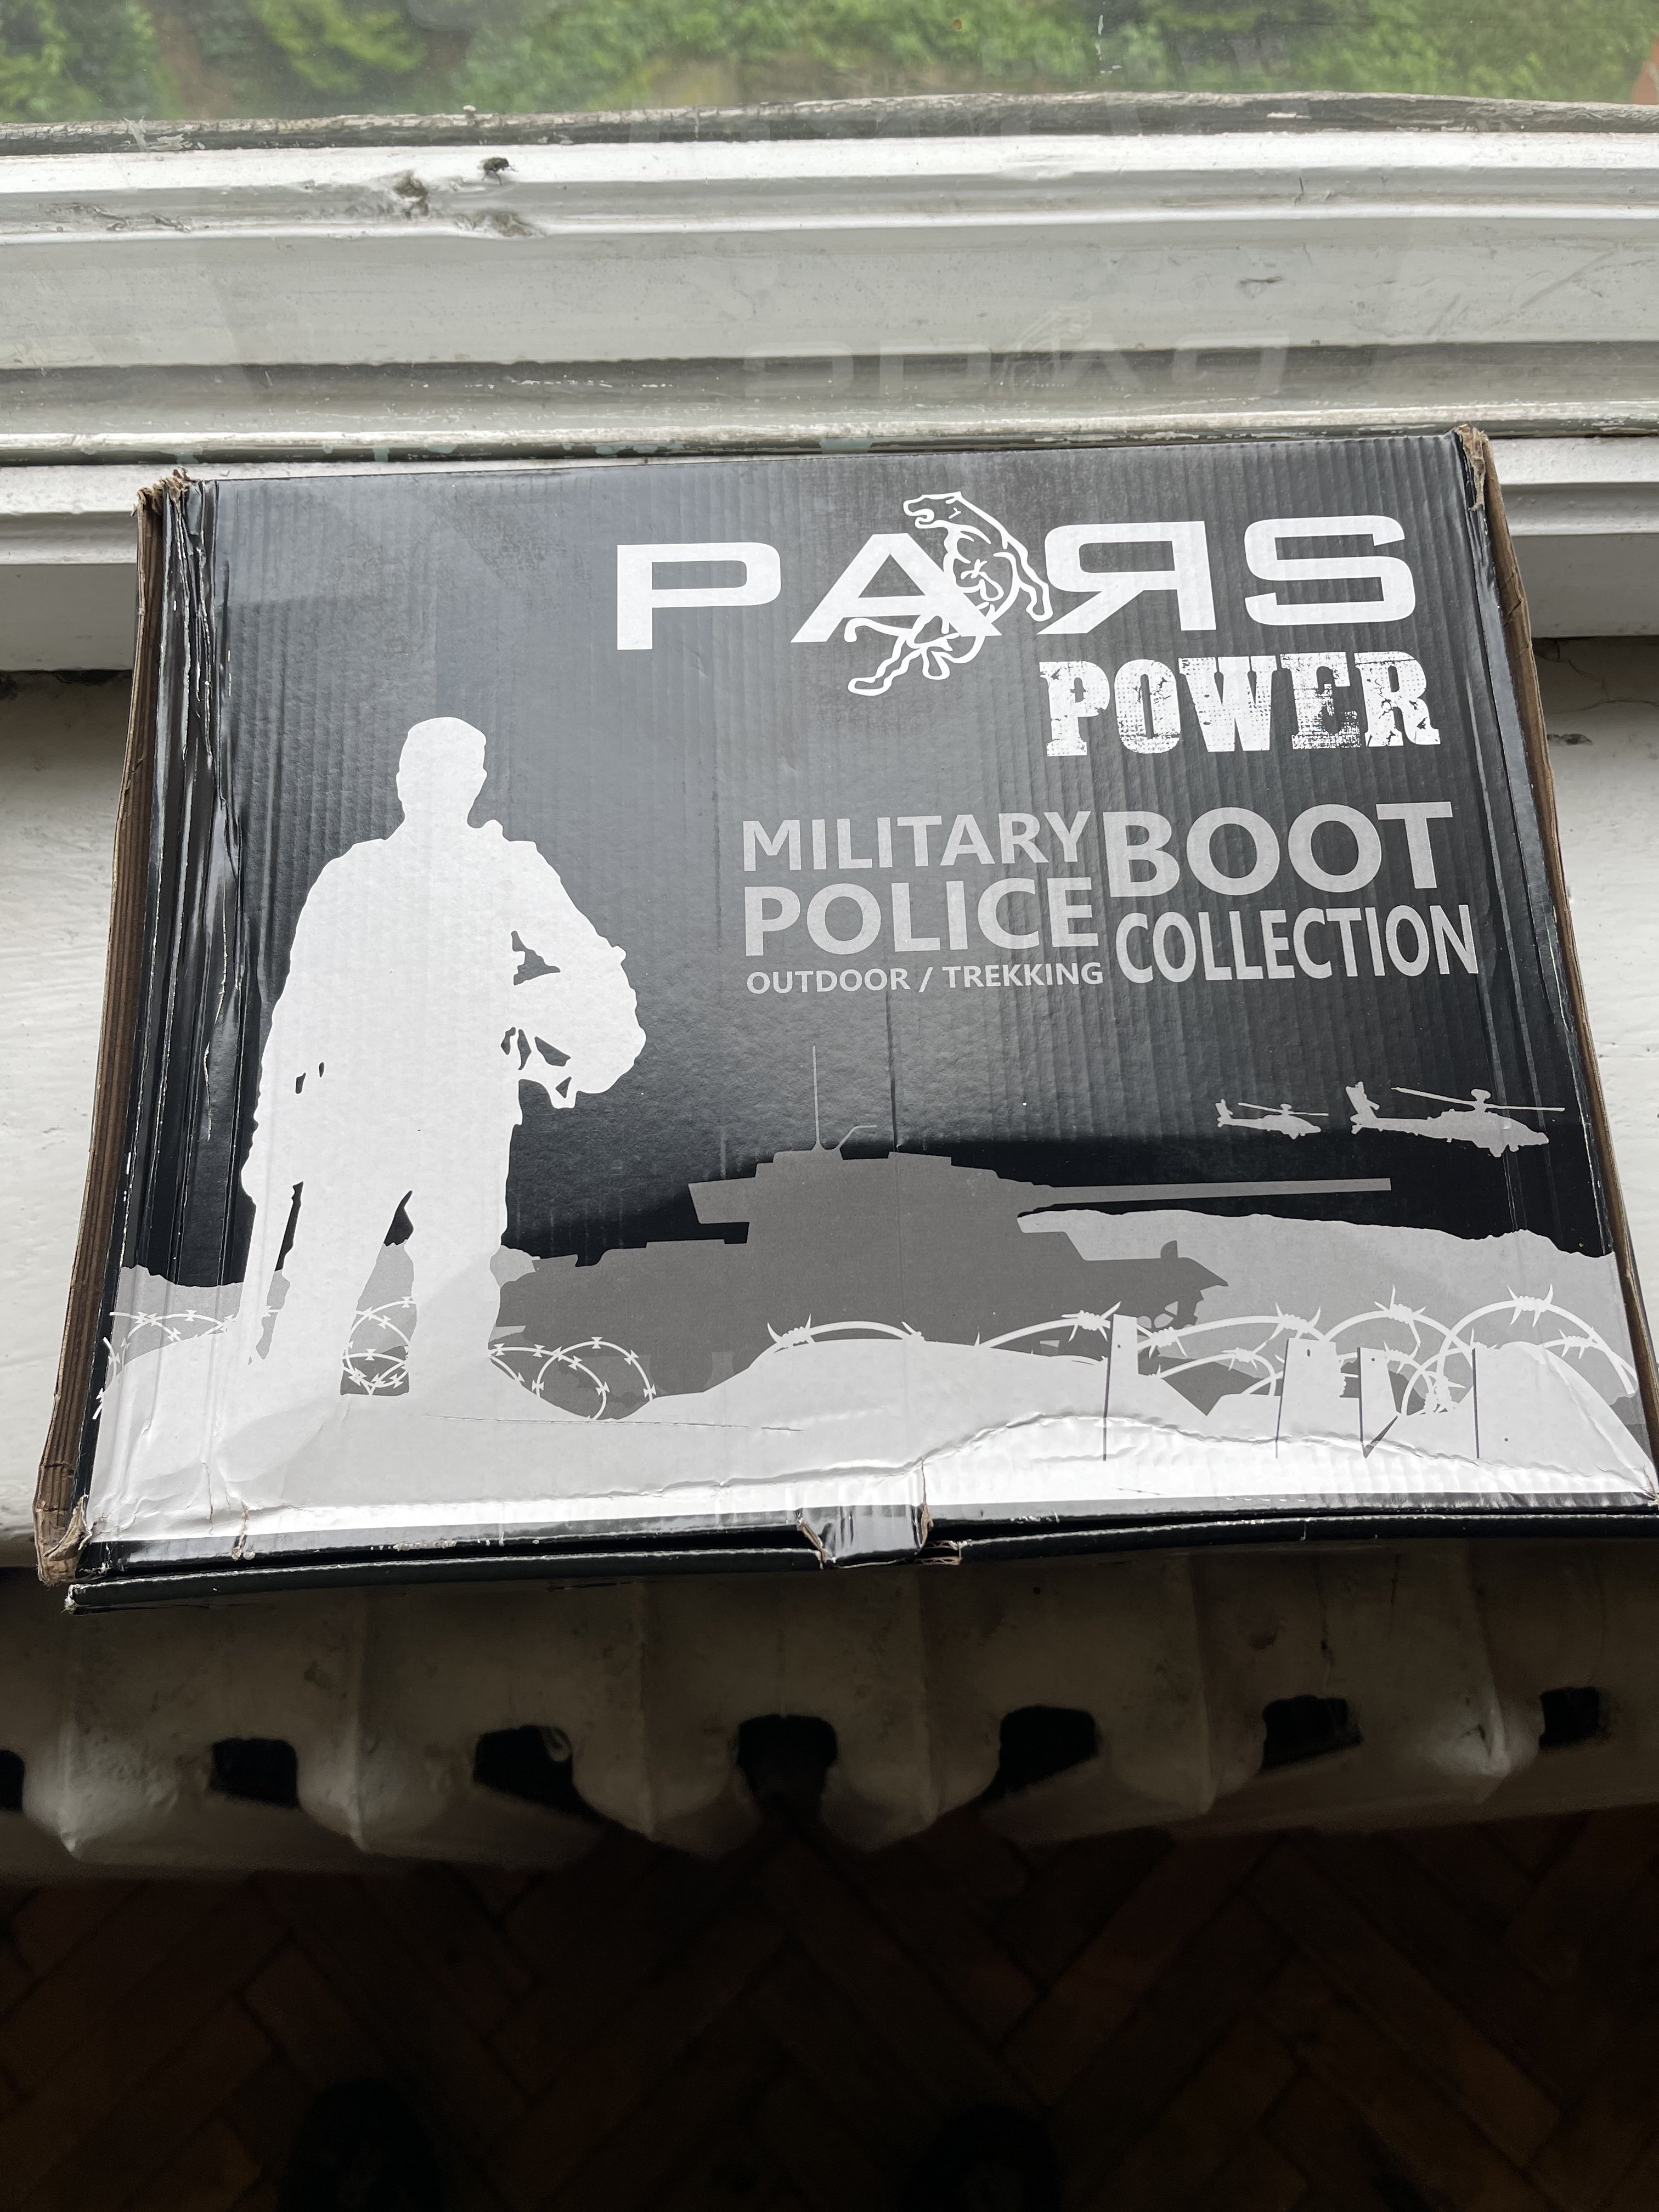 PAЯS
POWER
MILITARY BOOT
POLICE COLLECTION
OUTDOOR / TREKKING